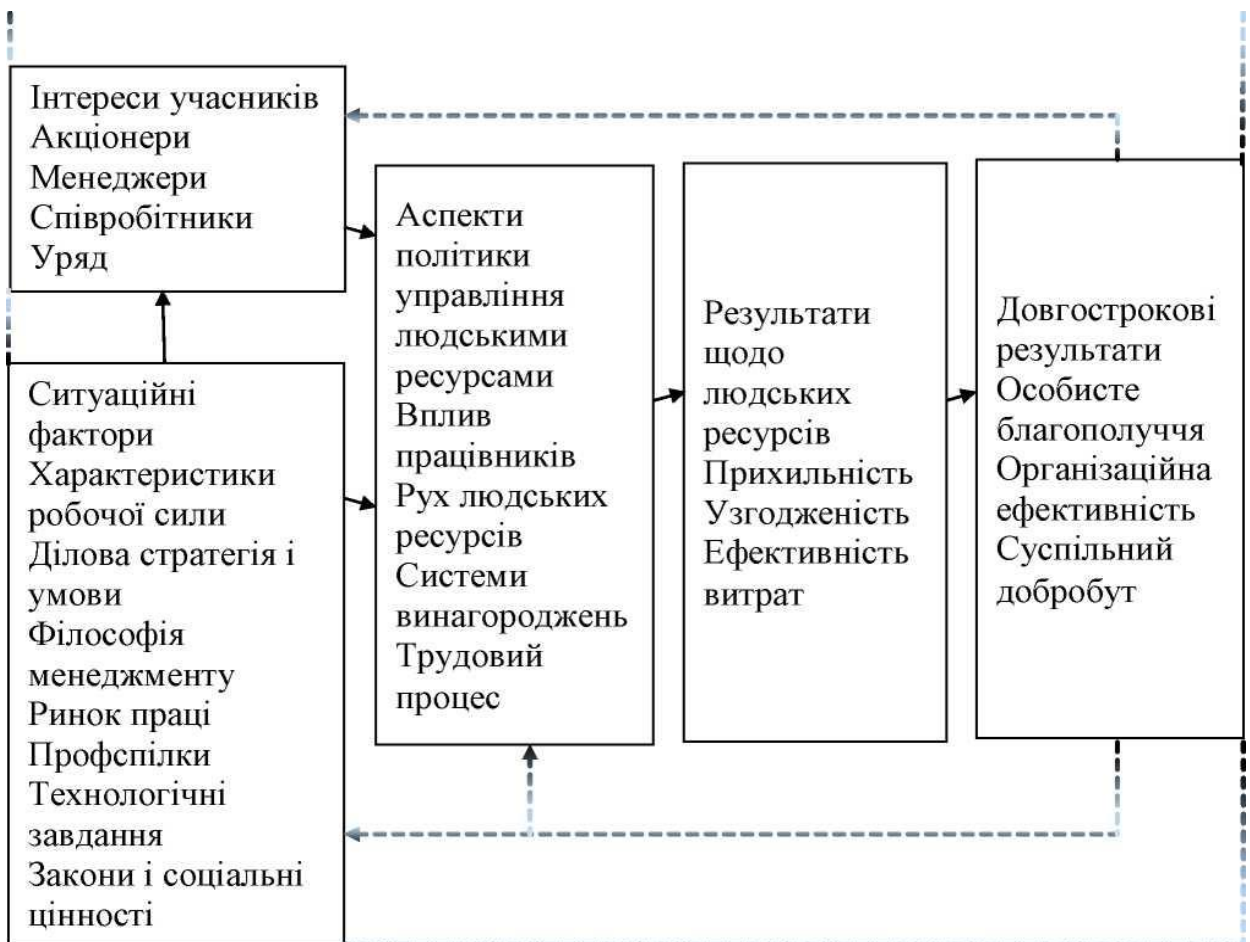 Інтереси учасників
Акціонери
Менеджери
Співробітники
Уряд
Ситуаційні
фактори
Характеристики
робочої сили
Ділова стратегія і
умови
Філософія
менеджменту
Ринок праці
Профспілки
Технологічні
завдання
Закони і соціальні
цінності
Аспекти
політики
управління
людськими
ресурсами
Вплив
працівників
Рух людських
ресурсів
Системи
винагороджень
Трудовий
процес
Результати
щодо
людських
ресурсів
Прихильність
Узгодженість
Ефективність
витрат
Довгострокові
результати
Особисте
благополуччя
Організаційна
ефективність
Суспільний
добробут